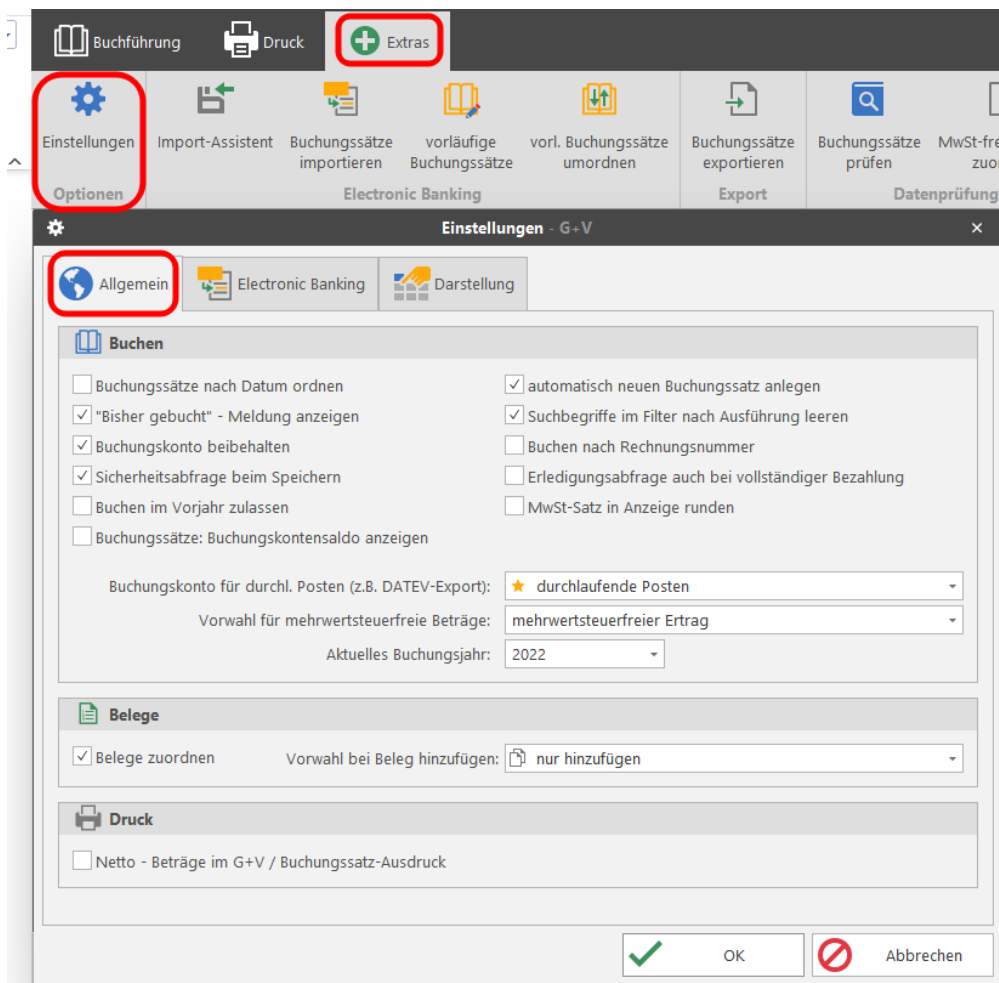 Buchführung Druck Extras
Einstellungen Import-Assistent Buchungssätze vorläufige vorl. Buchungssätze Buchungssätze Buchungssätze MwSt-fre
importieren Buchungssätze umordnen exportieren prüfen zuo
Optionen Electronic Banking Export Datenprüfung
Einstellungen - G+V
Allgemein Electronic Banking Darstellung
Buchen
Buchungssätze nach Datum ordnen automatisch neuen Buchungssatz anlegen
"Bisher gebucht" - Meldung anzeigen Suchbegriffe im Filter nach Ausführung leeren
Buchungskonto beibehalten Buchen nach Rechnungsnummer
Sicherheitsabfrage beim Speichern Erledigungsabfrage auch bei vollständiger Bezahlung
Buchen im Vorjahr zulassen MwSt-Satz in Anzeige runden
Buchungssätze: Buchungskontensaldo anzeigen
Buchungskonto für durchl. Posten (z.B. DATEV-Export): durchlaufende Posten
Vorwahl für mehrwertsteuerfreie Beträge: mehrwertsteuerfreier Ertrag
Aktuelles Buchungsjahr: 2022
Belege
Belege zuordnen Vorwahl bei Beleg hinzufügen: nur hinzufügen
Druck
Netto - Beträge im G+V / Buchungssatz-Ausdruck
OK Abbrechen